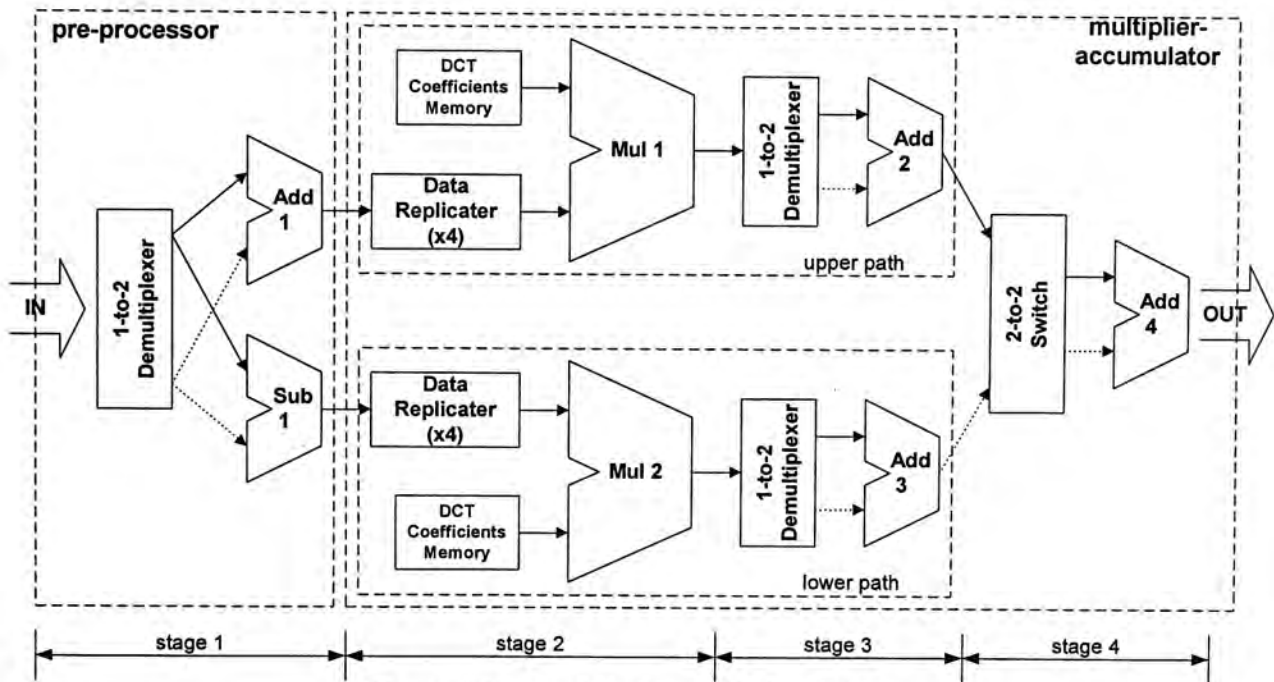 pre-processor
multiplier-
accumulator
IN
1-to-2
Demultiplexer
Add
1
Sub
1
DCT
Coefficients
Memory
Data
Replicater
(x4)
Mul 1
1-to-2
Demultiplexer
Add
2
upper path
Data
Replicater
(x4)
DCT
Coefficients
Memory
Mul 2
1-to-2
Demultiplexer
Add
3
lower path
2-to-2
Switch
Add
4
OUT
stage 1
stage 2
stage 3
stage 4